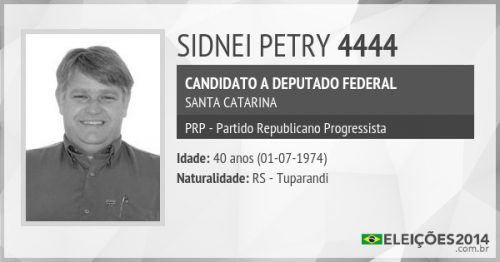 SIDNEI PETRY 4444
CANDIDATO A DEPUTADO FEDERAL
SANTA CATARINA
PRP - Partido Republicano Progressista
Idade: 40 anos (01-07-1974)
Naturalidade: RS - Tuparandi
ELEIÇÕES2014
.com.br